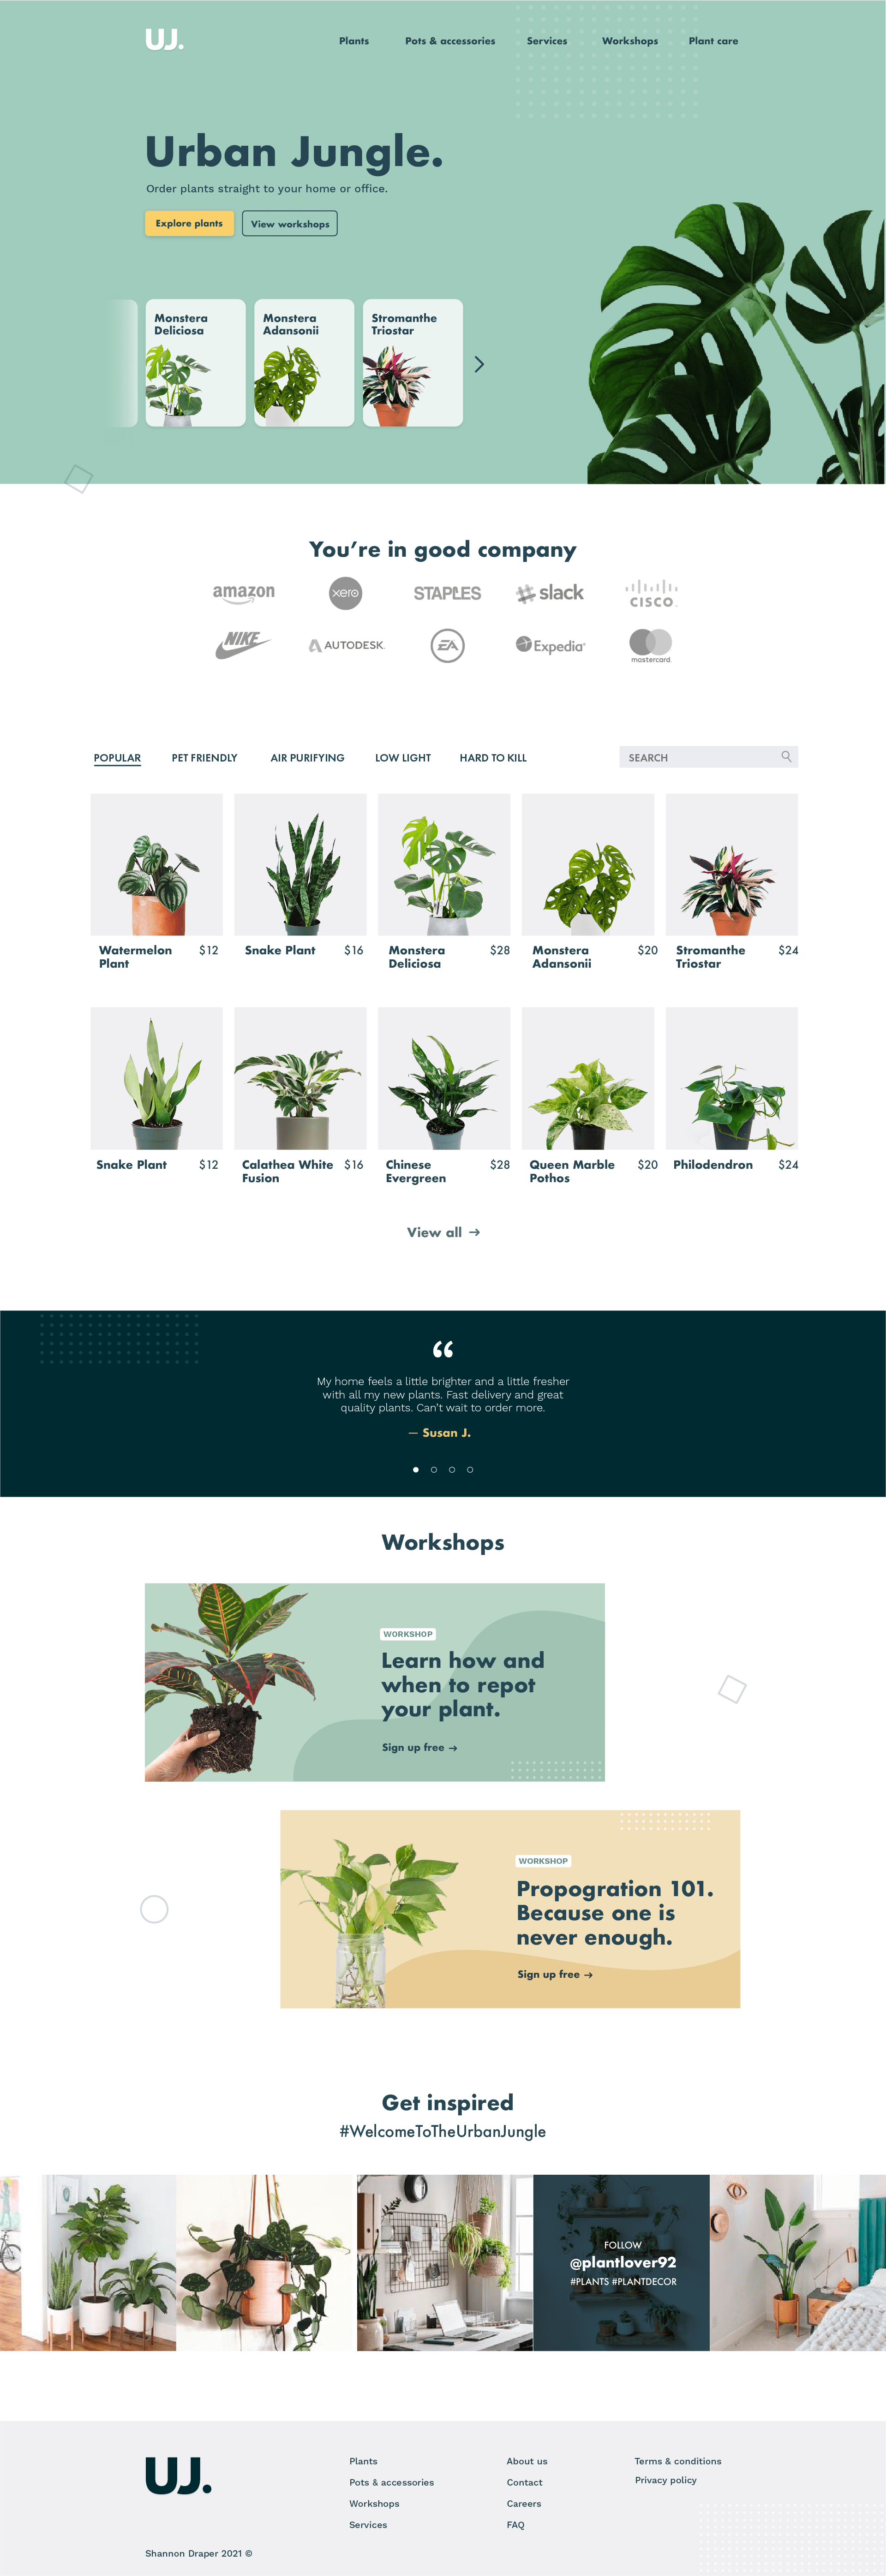 UJ.
Plants
Pots & accessories
Services
Workshops
Plant care
Urban Jungle.
Order plants straight to your home or office.
Explore plants
View workshops
Monstera
Deliciosa
Monstera
Adansonii
Stromanthe
Triostar
You're in good company
amazon
xero
STAPLES
slack
CISCO
NIKE
AUTODESK.
EA
Expedia
mastercard
POPULAR
PET FRIENDLY
AIR PURIFYING
LOW LIGHT
HARD TO KILL
SEARCH
Watermelon
Plant
$12
Snake Plant
$16
Monstera
Deliciosa
$28
Monstera
Adansonii
$20
Stromanthe
Triostar
$24
Snake Plant
$12
Calathea White
Fusion
$16
Chinese
Evergreen
$28
Queen Marble
Pothos
$20
Philodendron
$24
View all →
“
My home feels a little brighter and a little fresher
with all my new plants. Fast delivery and great
quality plants. Can't wait to order more.
— Susan J.
Workshops
WORKSHOP
Learn how and
when to repot
your plant.
Sign up free →
WORKSHOP
Propogration 101.
Because one is
never enough.
Sign up free →
Get inspired
#WelcomeToTheUrbanJungle
FOLLOW
@plantlover92
#PLANTS #PLANTDECOR
UJ.
Plants
Pots & accessories
Workshops
Services
About us
Contact
Careers
FAQ
Terms & conditions
Privacy policy
Shannon Draper 2021 ©